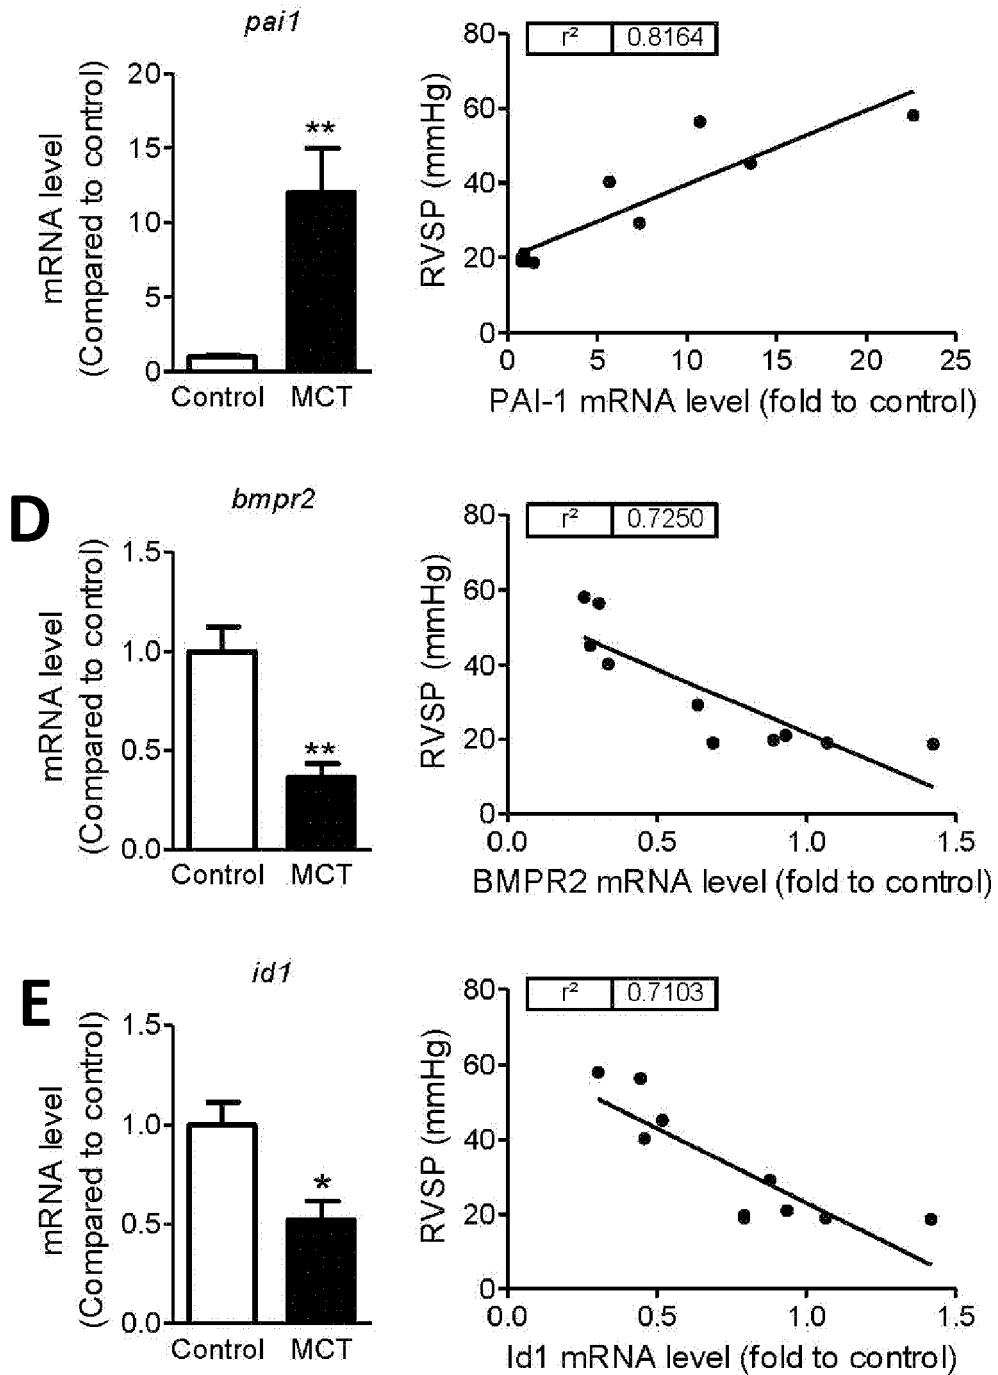 pai1
mRNA level
(Compared to control)
20
15
10
5
0
**
Control MCT
r² 0.8164
RVSP (mmHg)
80
60
40
20
0
0 5 10 15 20 25
PAI-1 mRNA level (fold to control)
D
bmpr2
mRNA level
(Compared to control)
1.5
1.0
0.5
0.0
**
Control MCT
r² 0.7250
RVSP (mmHg)
80
60
40
20
0
0.0 0.5 1.0 1.5
BMPR2 mRNA level (fold to control)
E
id1
mRNA level
(Compared to control)
1.5
1.0
0.5
0.0
*
Control MCT
r² 0.7103
RVSP (mmHg)
80
60
40
20
0
0.0 0.5 1.0 1.5
Id1 mRNA level (fold to control)